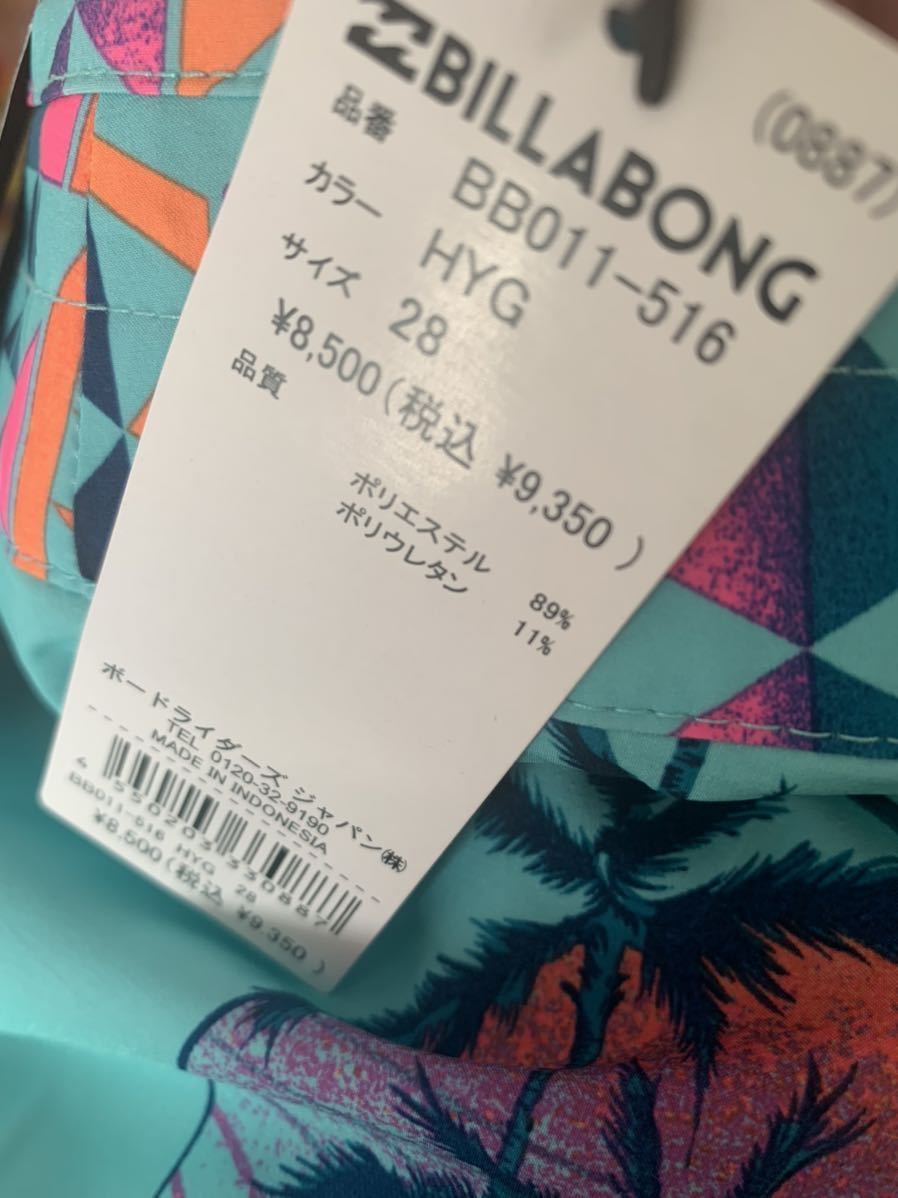 BILLABONG
(0887)
品番 BB011-516
カラー HYG
サイズ 28
¥8,500(税込 ¥9,350 )
品質
ポリエステル 89%
ポリウレタン 11%
ボードライダーズ ジャパン㈱
TEL 0120-32-9190
MADE IN INDONESIA
4 550203 330887
BB011-516 HYG 28
¥8,500(税込 ¥9,350 )